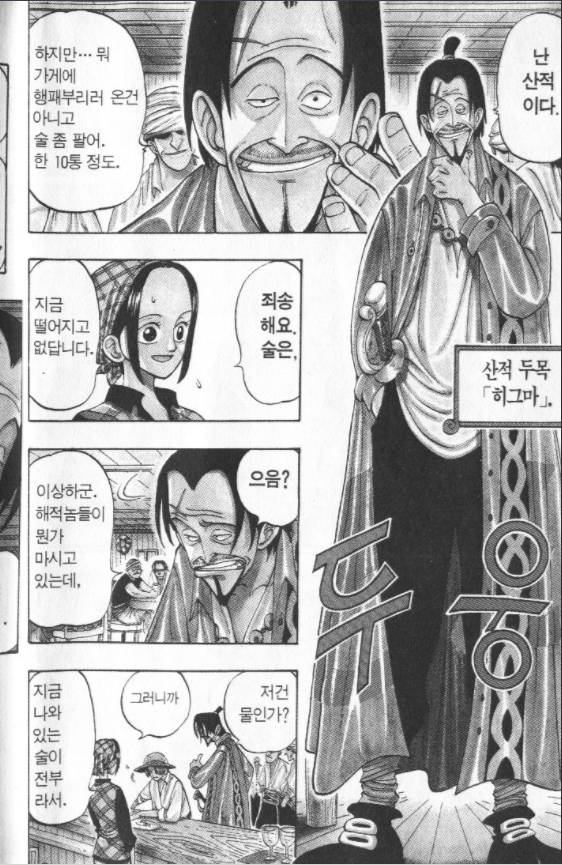 난
산적
이다.
하지만… 뭐
가게에
행패부리러 온건
아니고
술 좀 팔어.
한 10통 정도.
산적 두목
「히그마」.
두웅
죄송
해요.
술은,
지금
떨어지고
없답니다.
으음?
이상하군.
해적놈들이
뭔가
마시고
있는데,
저건
물인가?
그러니까
지금
나와
있는
술이
전부
라서.